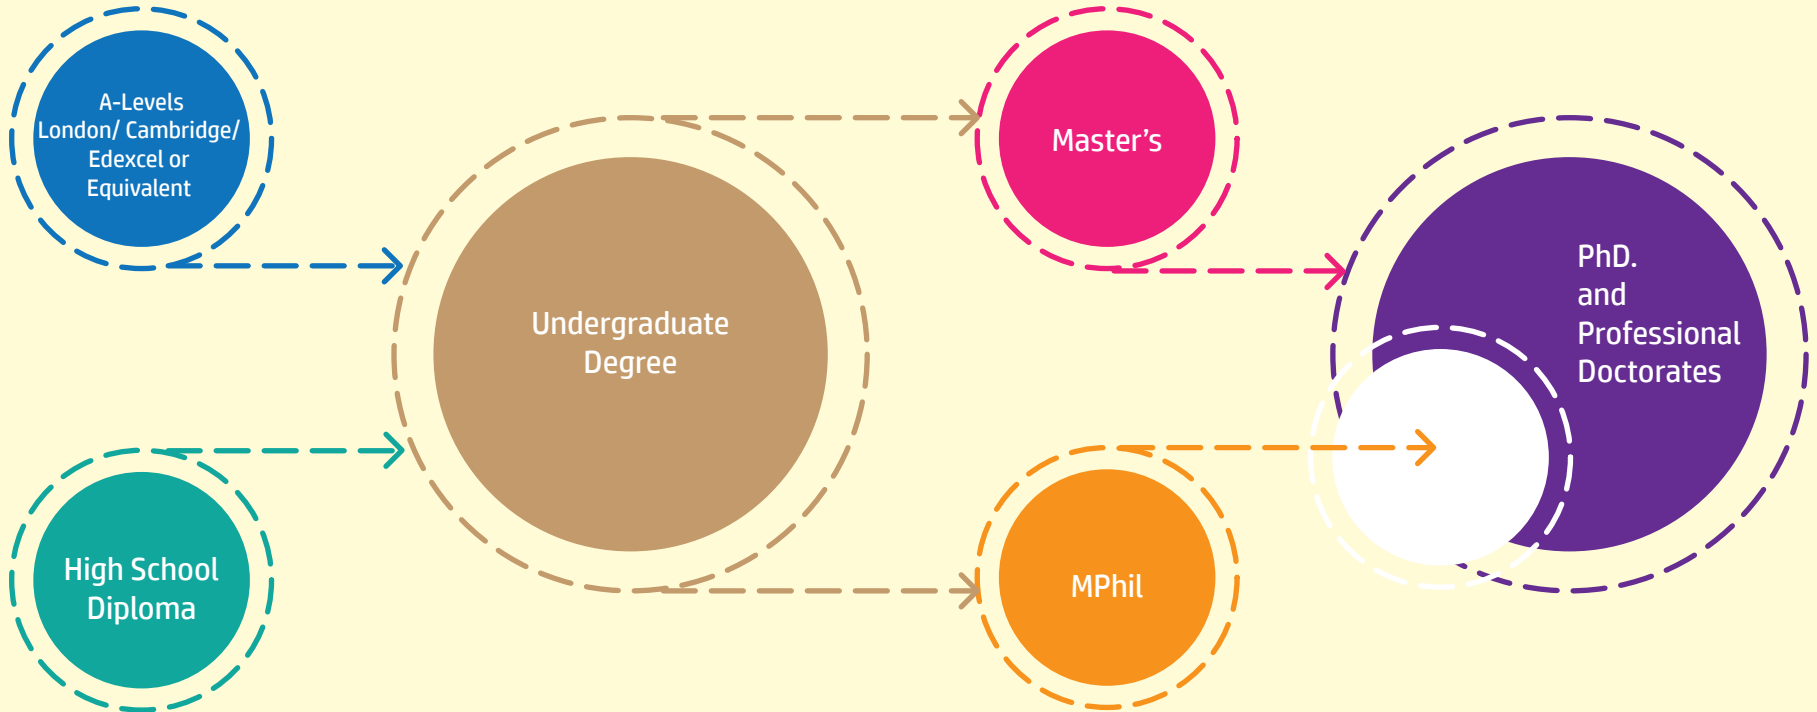 A-Levels
London/ Cambridge/
Edexcel or
Equivalent
High School
Diploma
Undergraduate
Degree
Master's
MPhil
PhD.
and
Professional
Doctorates